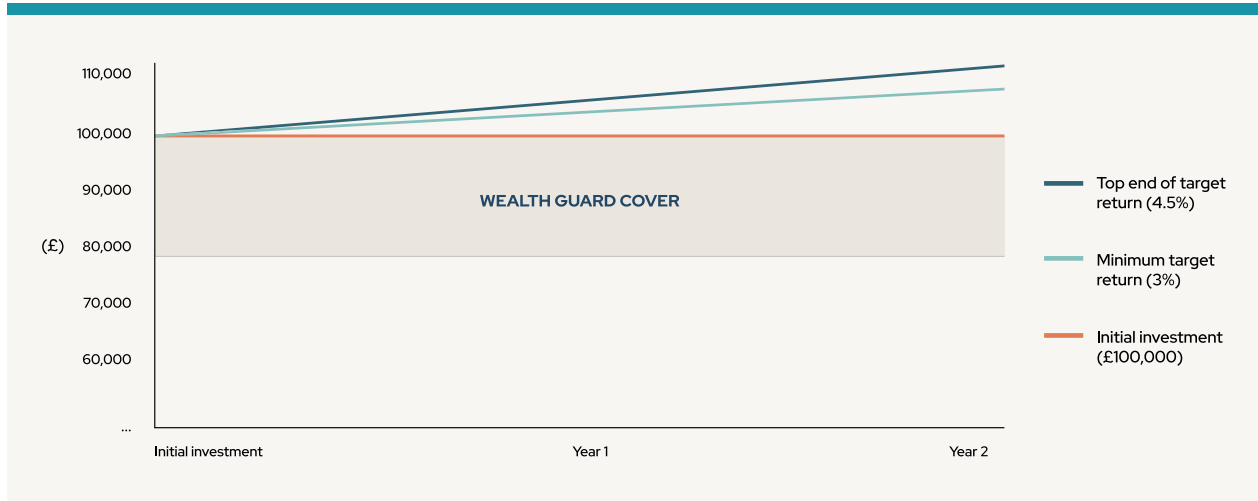 110,000
100,000
90,000
(£) 80,000
70,000
60,000
...
WEALTH GUARD COVER
Initial investment
Year 1
Year 2
Top end of target
return (4.5%)
Minimum target
return (3%)
Initial investment
(£100,000)